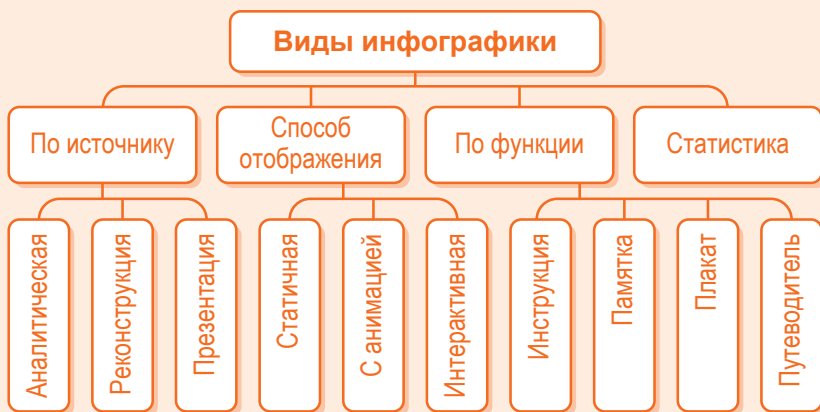 Виды инфографики
По источнику
Способ
отображения
По функции
Статистика
Аналитическая
Реконструкция
Презентация
Статичная
С анимацией
Интерактивная
Инструкция
Памятка
Плакат
Путеводитель